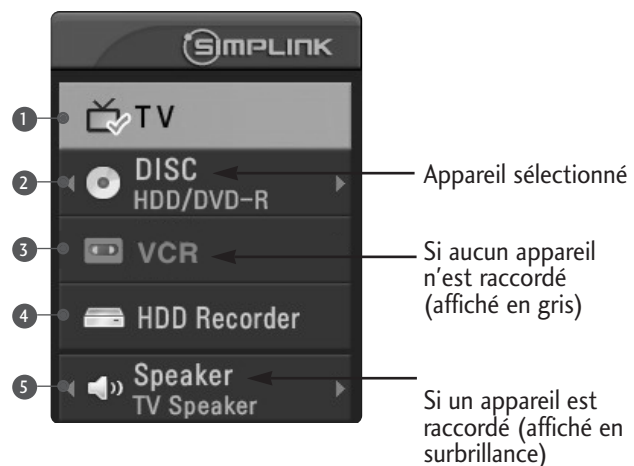 SIMPLINK
1 TV
2 DISC
HDD/DVD-R
Appareil sélectionné
3 VCR
Si aucun appareil
n'est raccordé
(affiché en gris)
4 HDD Recorder
5 Speaker
TV Speaker
Si un appareil est
raccordé (affiché en
surbrillance)